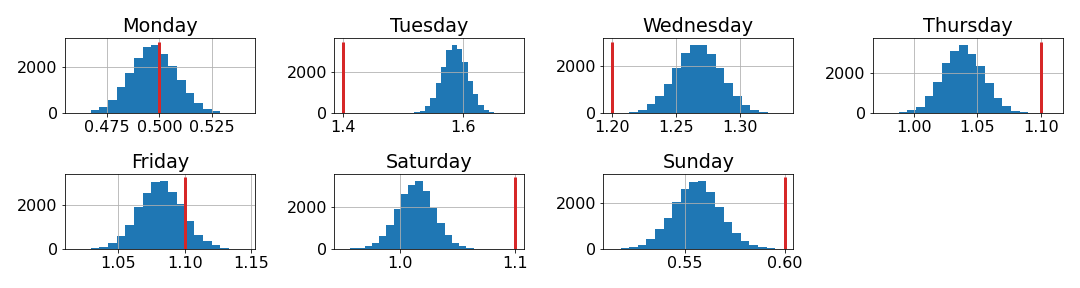 Monday Tuesday Wednesday Thursday
2000 2000 2000 2000
0 0 0 0
0.475 0.500 0.525 1.4 1.6 1.20 1.25 1.30 1.00 1.05 1.10
Friday Saturday Sunday
2000 2000 2000
0 0 0
1.05 1.10 1.15 1.0 1.1 0.55 0.60